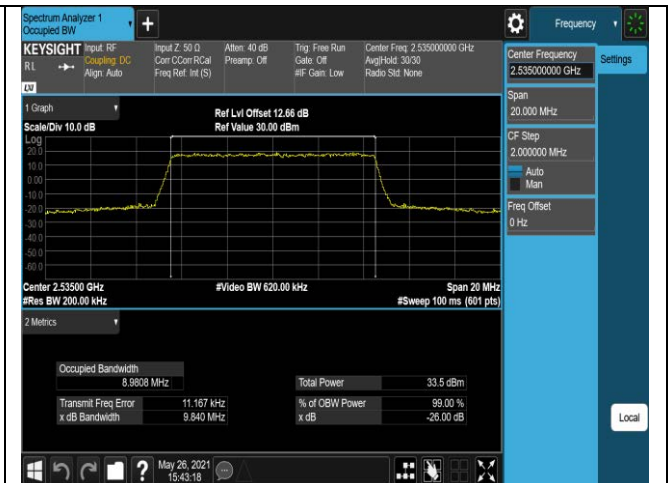 Spectrum Analyzer 1
Occupied BW
+
Frequency
KEYSIGHT
RL
LXI
Input: RF
Coupling: DC
Align: Auto
Input Z: 50 Ω
Corr CCorr RCal
Freq Ref: Int (S)
Atten: 40 dB
Preamp: Off
Trig: Free Run
Gate: Off
#IF Gain: Low
Center Freq: 2.535000000 GHz
Avg|Hold: 30/30
Radio Std: None
Center Frequency
2.535000000 GHz
Settings
Span
20.000 MHz
CF Step
2.000000 MHz
Auto
Man
Freq Offset
0 Hz
Local
1 Graph
Scale/Div 10.0 dB
Ref Lvl Offset 12.66 dB
Ref Value 30.00 dBm
Log
20.0
10.0
0.00
-10.0
-20.0
-30.0
-40.0
-50.0
-60.0
Center 2.53500 GHz
#Res BW 200.00 kHz
#Video BW 620.00 kHz
Span 20 MHz
#Sweep 100 ms (601 pts)
2 Metrics
Occupied Bandwidth
8.9808 MHz
Total Power 33.5 dBm
Transmit Freq Error 11.167 kHz
% of OBW Power 99.00 %
x dB Bandwidth 9.840 MHz
x dB -26.00 dB
?
May 26, 2021
15:43:18